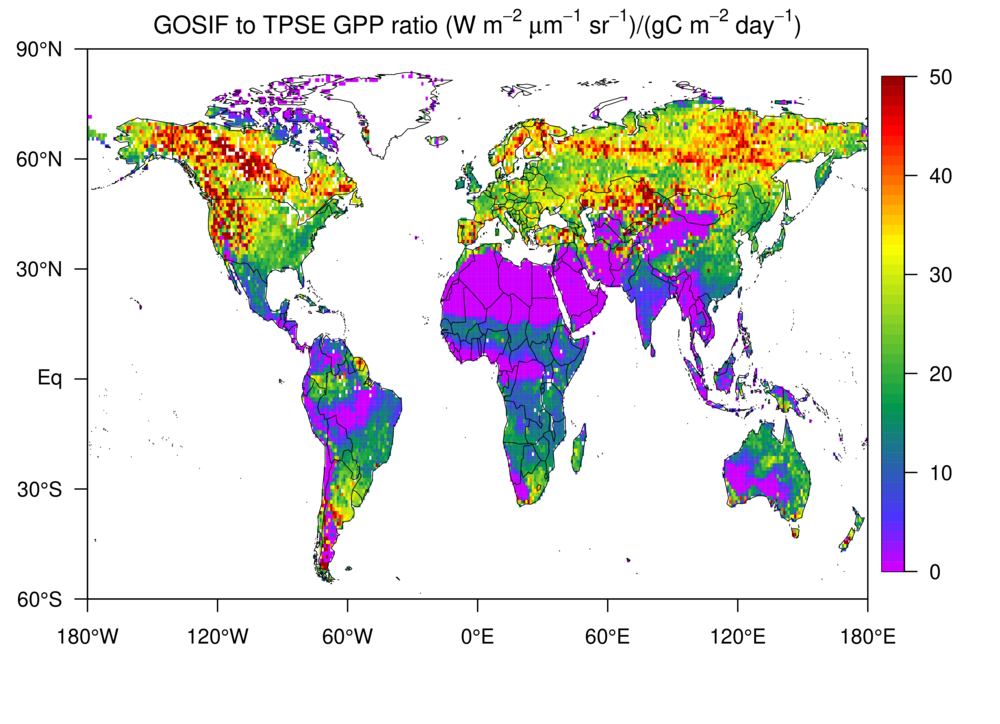 GOSIF to TPSE GPP ratio (W m⁻² μm⁻¹ sr⁻¹)/(gC m⁻² day⁻¹)
90°N
60°N
30°N
Eq
30°S
60°S
180°W 120°W 60°W 0°E 60°E 120°E 180°E
50
40
30
20
10
0